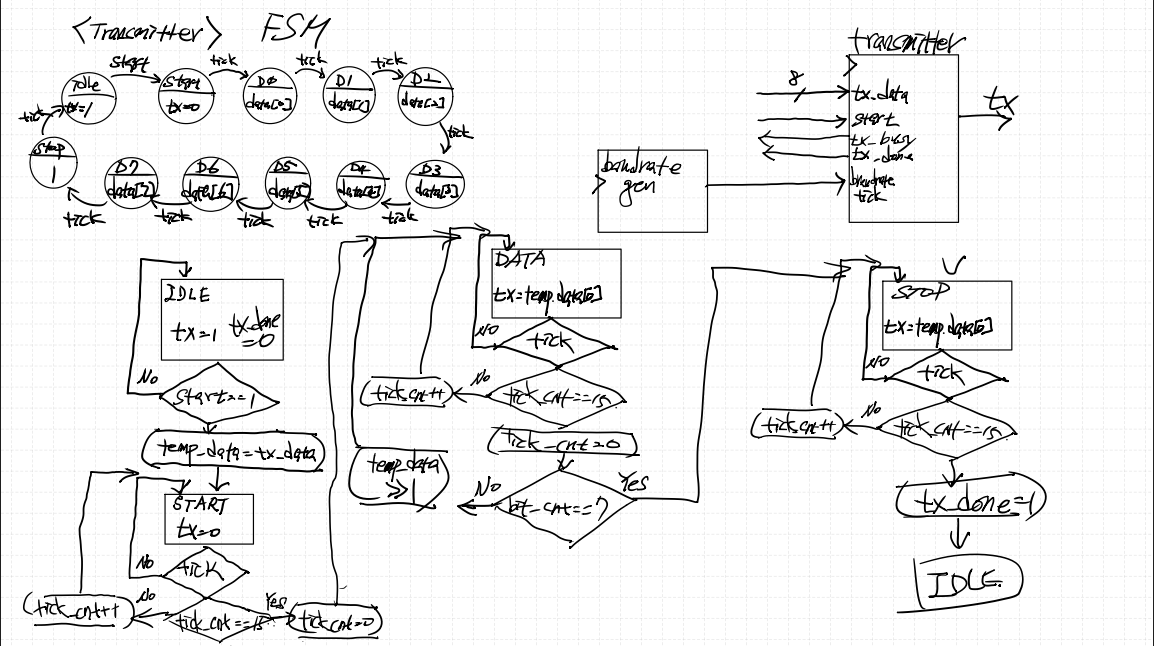 <Transmitter> FSM
start
tick
tick
tick
idle
tx=1
start
tx=0
D0
data[0]
D1
data[1]
D2
data[2]
tick
tick
stop
1
D7
data[7]
D6
data[6]
D5
data[5]
D4
data[4]
D3
data[3]
tick
tick
tick
tick
tick
transmitter
8
tx_data
start
tx_busy
tx_done
baudrate
tick
tx
baudrate
gen
IDLE
tx=1 tx_done
=0
No
start==1
temp_data=tx_data
START
tx=0
No
tick
No
tick_cnt==15
Yes
tick_cnt++
tick_cnt=0
DATA
tx=temp_data[0]
No
tick
No
tick_cnt==15
tick_cnt++
tick_cnt=0
temp_data
>>1
No
bit_cnt==7
Yes
STOP
tx=temp_data[0]
No
tick
No
tick_cnt==15
tick_cnt++
tx_done=1
IDLE